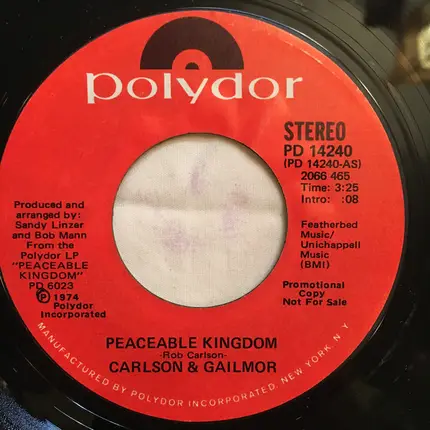 polydor
STEREO
PD 14240
(PD 14240-AS)
2066 465
Time: 3:25
Intro: :08
Produced and
arranged by:
Sandy Linzer
and Bob Mann
From the
Polydor LP
"PEACEABLE
KINGDOM"
PD 6023
Ⓟ 1974
Polydor
Incorporated
Featherbed
Music/
Unichappell
Music
(BMI)
Promotional
Copy
Not For Sale
PEACEABLE KINGDOM
-Rob Carlson-
CARLSON & GAILMOR
MANUFACTURED BY POLYDOR INCORPORATED, NEW YORK, N.Y.